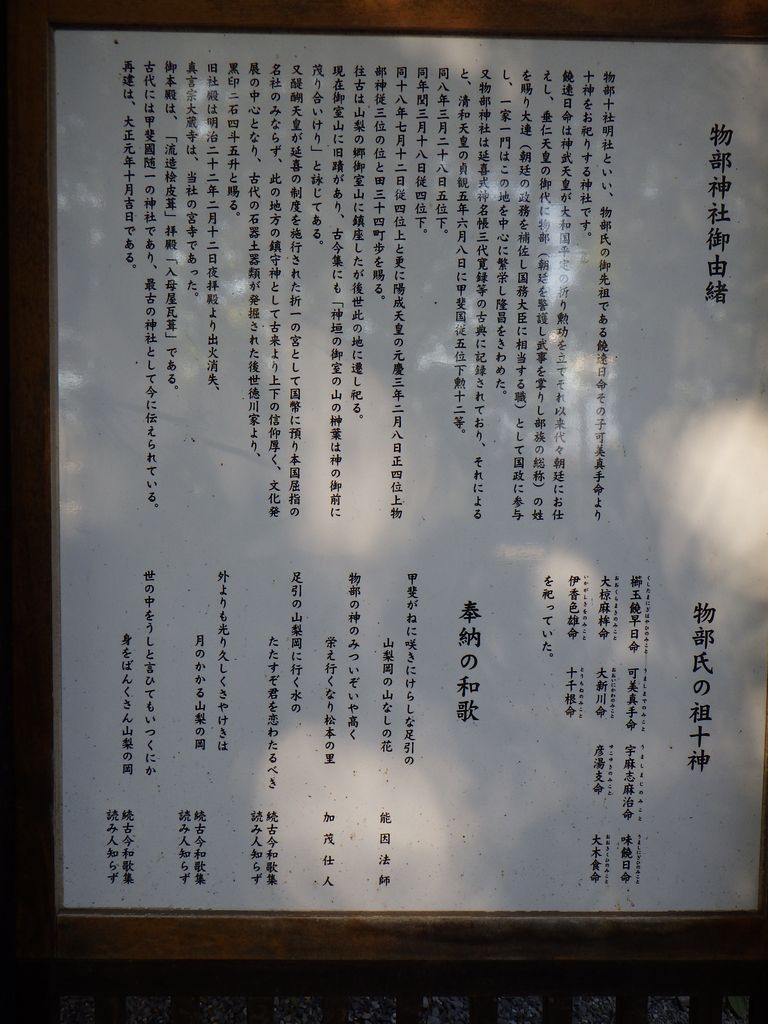 物部神社御由緒
物部十社明社といい、物部氏の御先祖である饒速日命その子可美真手命より
十神をお祀りする神社です。
饒速日命は神武天皇が大和国平定の折り勲功を立てそれ以来代々朝廷にお仕
えし、垂仁天皇の御代に物部（朝廷を警護し武事を掌りし部族の総称）の姓
を賜り大連（朝廷の政務を補佐し国務大臣に相当する職）として国政に参与
し、一家一門はこの地を中心に繁栄し隆昌をきわめた。
又物部神社は延喜式神名帳三代寛録等の古典に記録されており、それによる
と、清和天皇の貞観五年六月八日に甲斐国従五位下勲十二等。
同八年三月二十八日五位下。
同年閏三月十八日従四位下。
同十八年七月十二日従四位上と更に陽成天皇の元慶三年二月八日正四位上物
部神従三位の位と田三十四町歩を賜る。
往古は山梨の郷御室山に鎮座したが後世此の地に遷し祀る。
現在御室山に旧蹟があり、古今集にも「神垣の御室の山の榊葉は神の御前に
茂り合いけり」と詠じてある。
又醍醐天皇が延喜の制度を施行された折一の宮として国幣に預り本国屈指の
名社のみならず、此の地方の鎮守神として古来より上下の信仰厚く、文化発
展の中心となり、古代の石器土器類が発掘された後世徳川家より、
黒印二石四斗五升と賜る。
旧社殿は明治二十二年二月十二日夜拝殿より出火消失、
真言宗大蔵寺は、当社の宮寺であった。
御本殿は、「流造桧皮葺」拝殿「入母屋瓦葺」である。
古代には甲斐國随一の神社であり、最古の神社として今に伝えられている。
再建は、大正元年十月吉日である。
物部氏の祖十神
櫛玉饒早日命 可美真手命 宇麻志麻治命 味饒日命
大椋麻杵命 大新川命 彦湯支命 大木食命
伊香色雄命 十千根命
を祀っていた。
奉納の和歌
甲斐がねに咲きにけらしな足引の
山梨岡の山なしの花 能因法師
物部の神のみついぞいや高く
栄え行くなり松本の里 加茂仕人
足引の山梨岡に行く水の
たたすぞ君を恋わたるべき 続古今和歌集
読み人知らず
外よりも光り久しくさやけきは
月のかかる山梨の岡 続古今和歌集
読み人知らず
世の中をうしと言ひてもいつくにか
身をばんくさん山梨の岡 続古今和歌集
読み人知らず